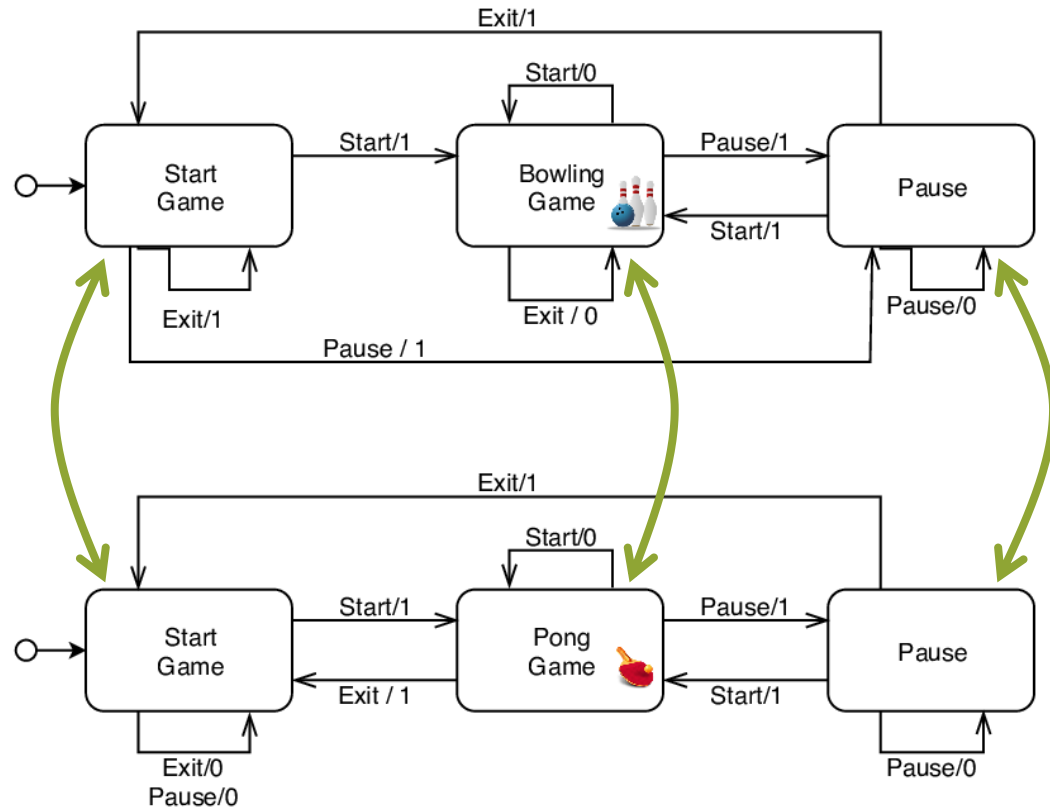 Exit/1
Start/0
Start/1
Pause/1
Start
Game
Bowling
Game
Pause
Start/1
Exit/1
Exit / 0
Pause/0
Pause / 1
Exit/1
Start/0
Start/1
Pause/1
Start
Game
Pong
Game
Pause
Exit / 1
Start/1
Exit/0
Pause/0
Pause/0